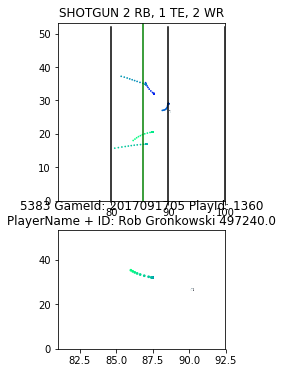 SHOTGUN 2 RB, 1 TE, 2 WR
50
40
30
20
10
0
80 90 100
5383 GameId: 2017091705 PlayId: 1360
PlayerName + ID: Rob Gronkowski 497240.0
40
20
0
82.5 85.0 87.5 90.0 92.5